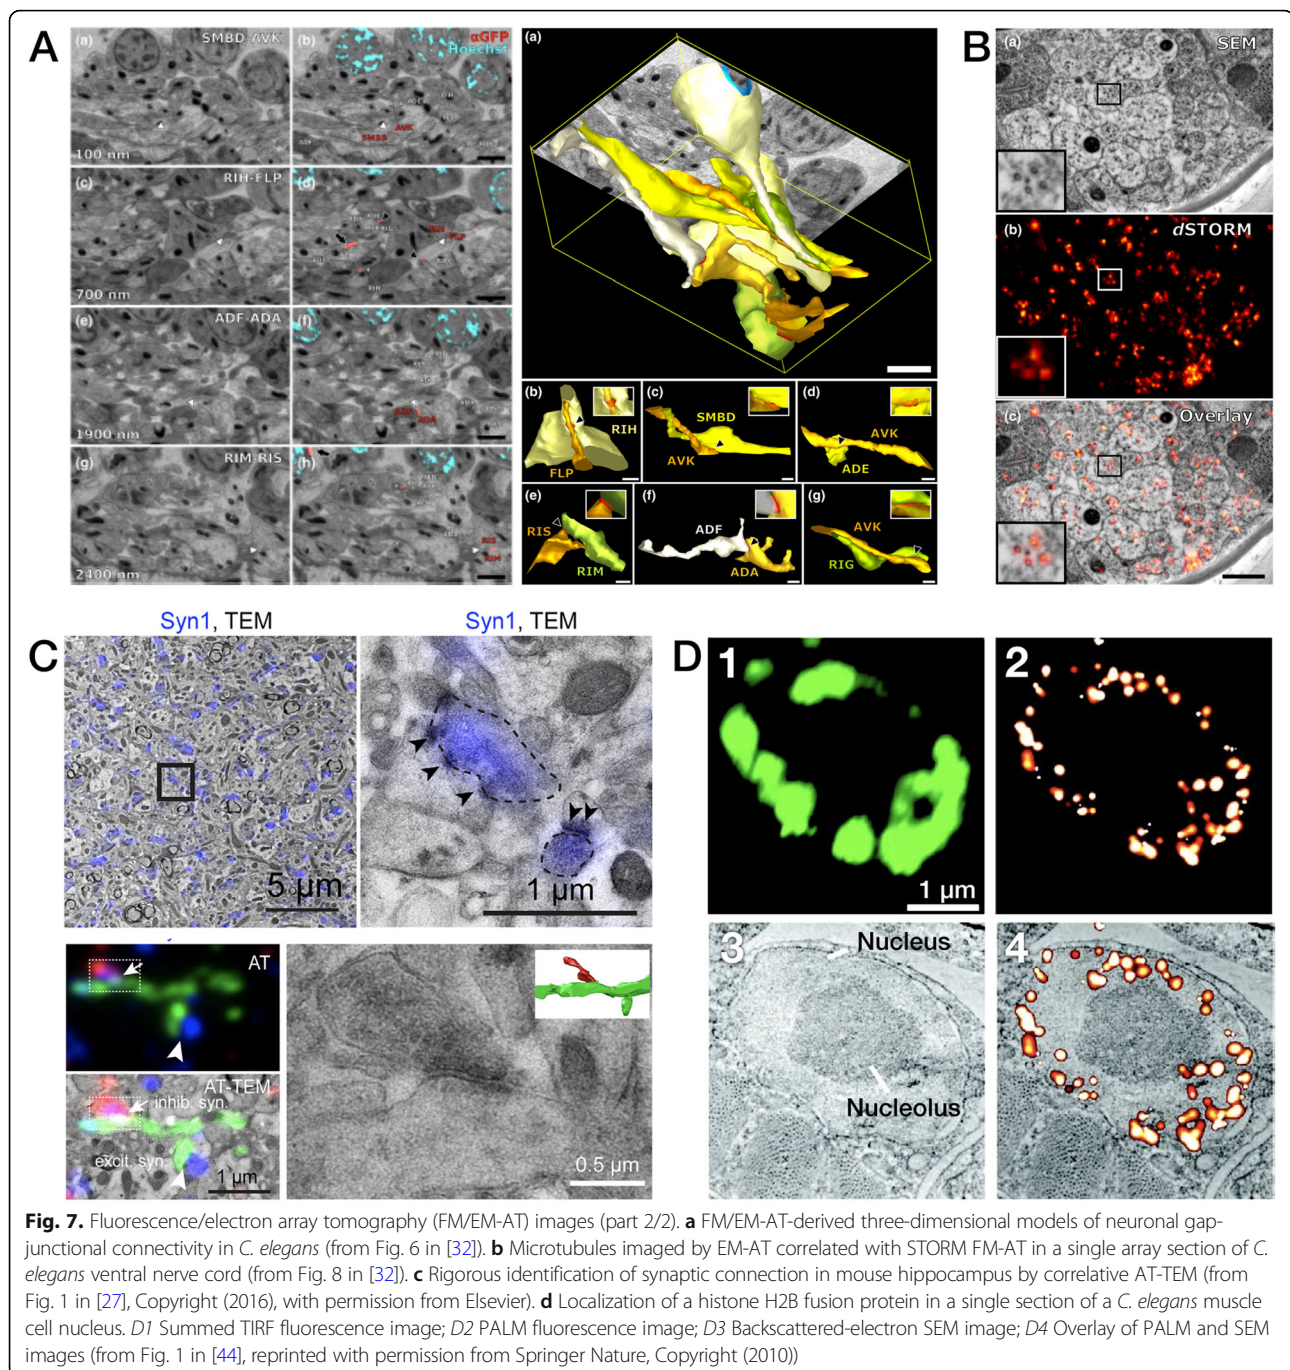 A
(a)
SMBD-AVK
100 nm
(b)
αGFP
Hoechst
AVK
SMBD
(c)
RIH-FLP
700 nm
(d)
RIH
FLP
(e)
ADF-ADA
1900 nm
(f)
ADF
ADA
(g)
RIM-RIS
2400 nm
(h)
RIS
RIM
(a)
(b)
RIH
FLP
(c)
SMBD
AVK
(d)
AVK
ADE
(e)
RIS
RIM
(f)
ADF
ADA
(g)
AVK
RIG
B
(a)
SEM
(b)
dSTORM
(c)
Overlay
C
Syn1, TEM
5 µm
Syn1, TEM
1 µm
AT
AT-TEM
inhib. syn.
excit. syn.
1 µm
0.5 µm
D
1
1 µm
2
3
Nucleus
Nucleolus
4
Fig. 7. Fluorescence/electron array tomography (FM/EM-AT) images (part 2/2). a FM/EM-AT-derived three-dimensional models of neuronal gap-
junctional connectivity in C. elegans (from Fig. 6 in [32]). b Microtubules imaged by EM-AT correlated with STORM FM-AT in a single array section of C.
elegans ventral nerve cord (from Fig. 8 in [32]). c Rigorous identification of synaptic connection in mouse hippocampus by correlative AT-TEM (from
Fig. 1 in [27], Copyright (2016), with permission from Elsevier). d Localization of a histone H2B fusion protein in a single section of a C. elegans muscle
cell nucleus. D1 Summed TIRF fluorescence image; D2 PALM fluorescence image; D3 Backscattered-electron SEM image; D4 Overlay of PALM and SEM
images (from Fig. 1 in [44], reprinted with permission from Springer Nature, Copyright (2010))